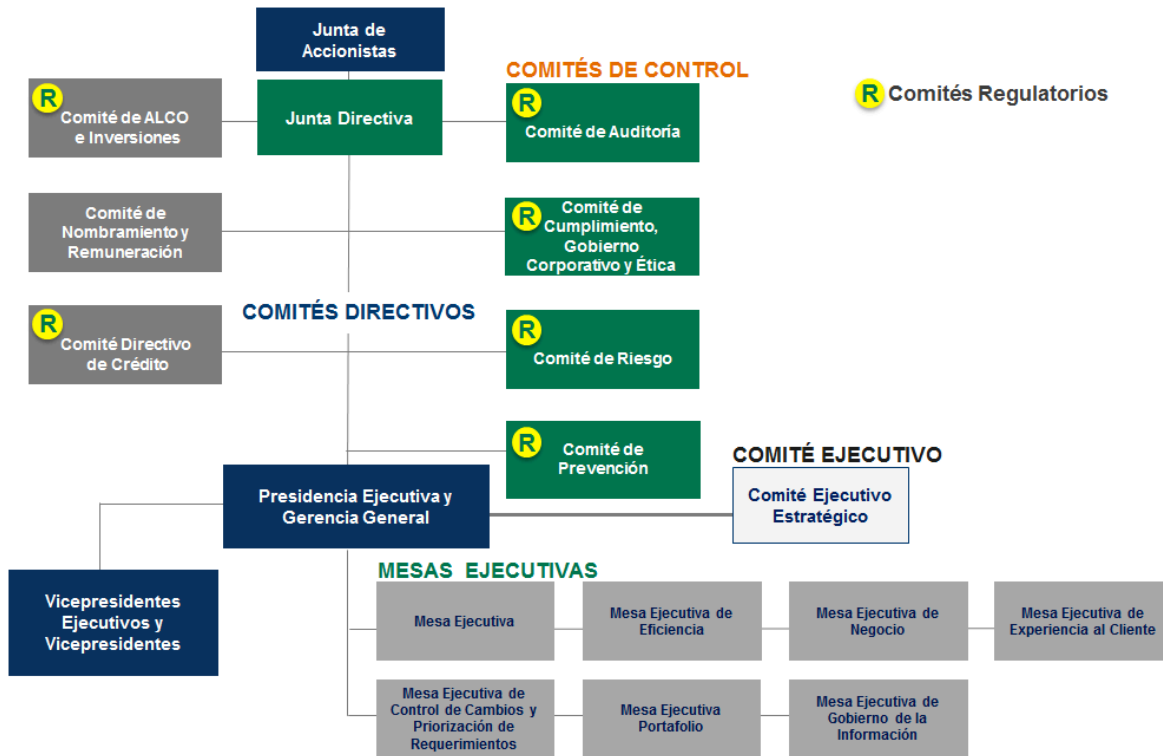 Junta de
Accionistas
COMITÉS DE CONTROL
R
Comité de ALCO
e Inversiones
Junta Directiva
R
Comité de Auditoría
R Comités Regulatorios
Comité de
Nombramiento y
Remuneración
R
Comité de
Cumplimiento,
Gobierno
Corporativo y Ética
COMITÉS DIRECTIVOS
R
Comité Directivo
de Crédito
R
Comité de Riesgo
R
Comité de
Prevención
COMITÉ EJECUTIVO
Presidencia Ejecutiva y
Gerencia General
Comité Ejecutivo
Estratégico
MESAS EJECUTIVAS
Vicepresidentes
Ejecutivos y
Vicepresidentes
Mesa Ejecutiva
Mesa Ejecutiva de
Eficiencia
Mesa Ejecutiva de
Negocio
Mesa Ejecutiva de
Experiencia al Cliente
Mesa Ejecutiva de
Control de Cambios y
Priorización de
Requerimientos
Mesa Ejecutiva
Portafolio
Mesa Ejecutiva de
Gobierno de la
Información